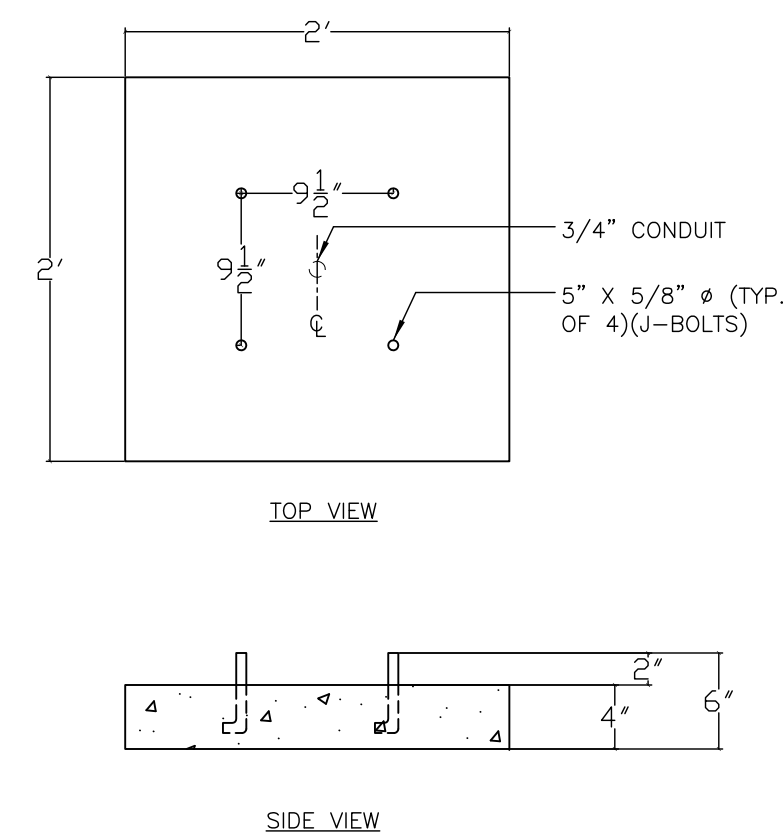 2'
9 1/2"
3/4" CONDUIT
9 1/2"
2'
5" X 5/8" ø (TYP.
OF 4)(J-BOLTS)
℄
TOP VIEW
2"
4"
6"
SIDE VIEW